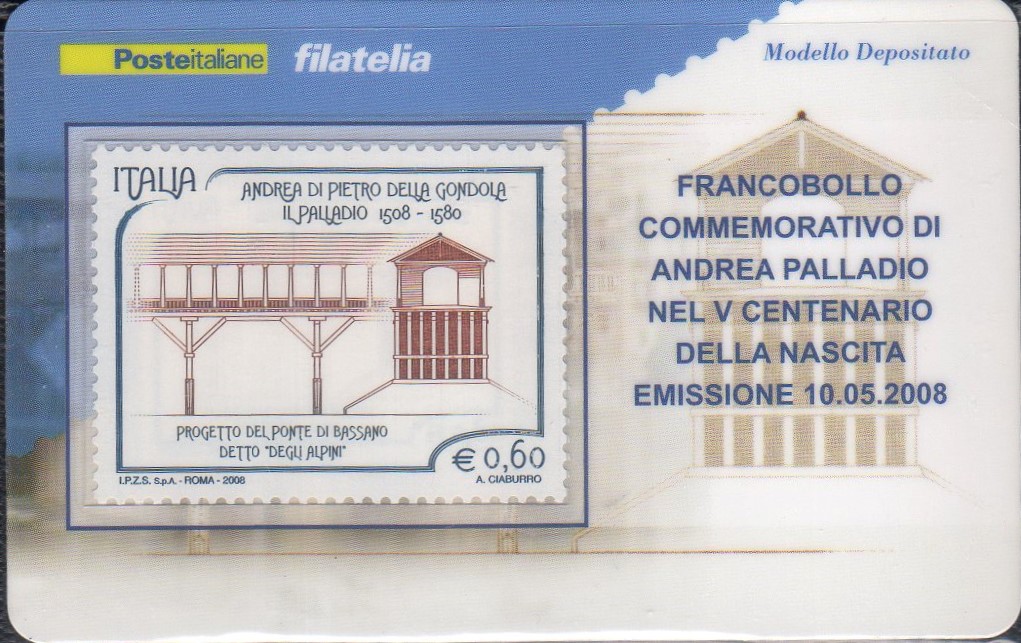 Posteitaliane filatelia
Modello Depositato
ITALIA
ANDREA DI PIETRO DELLA GONDOLA
IL PALLADIO 1508 - 1580
PROGETTO DEL PONTE DI BASSANO
DETTO "DEGLI ALPINI"
€ 0,60
I.P.Z.S. S.p.A. - ROMA - 2008
A. CIABURRO
FRANCOBOLLO
COMMEMORATIVO DI
ANDREA PALLADIO
NEL V CENTENARIO
DELLA NASCITA
EMISSIONE 10.05.2008